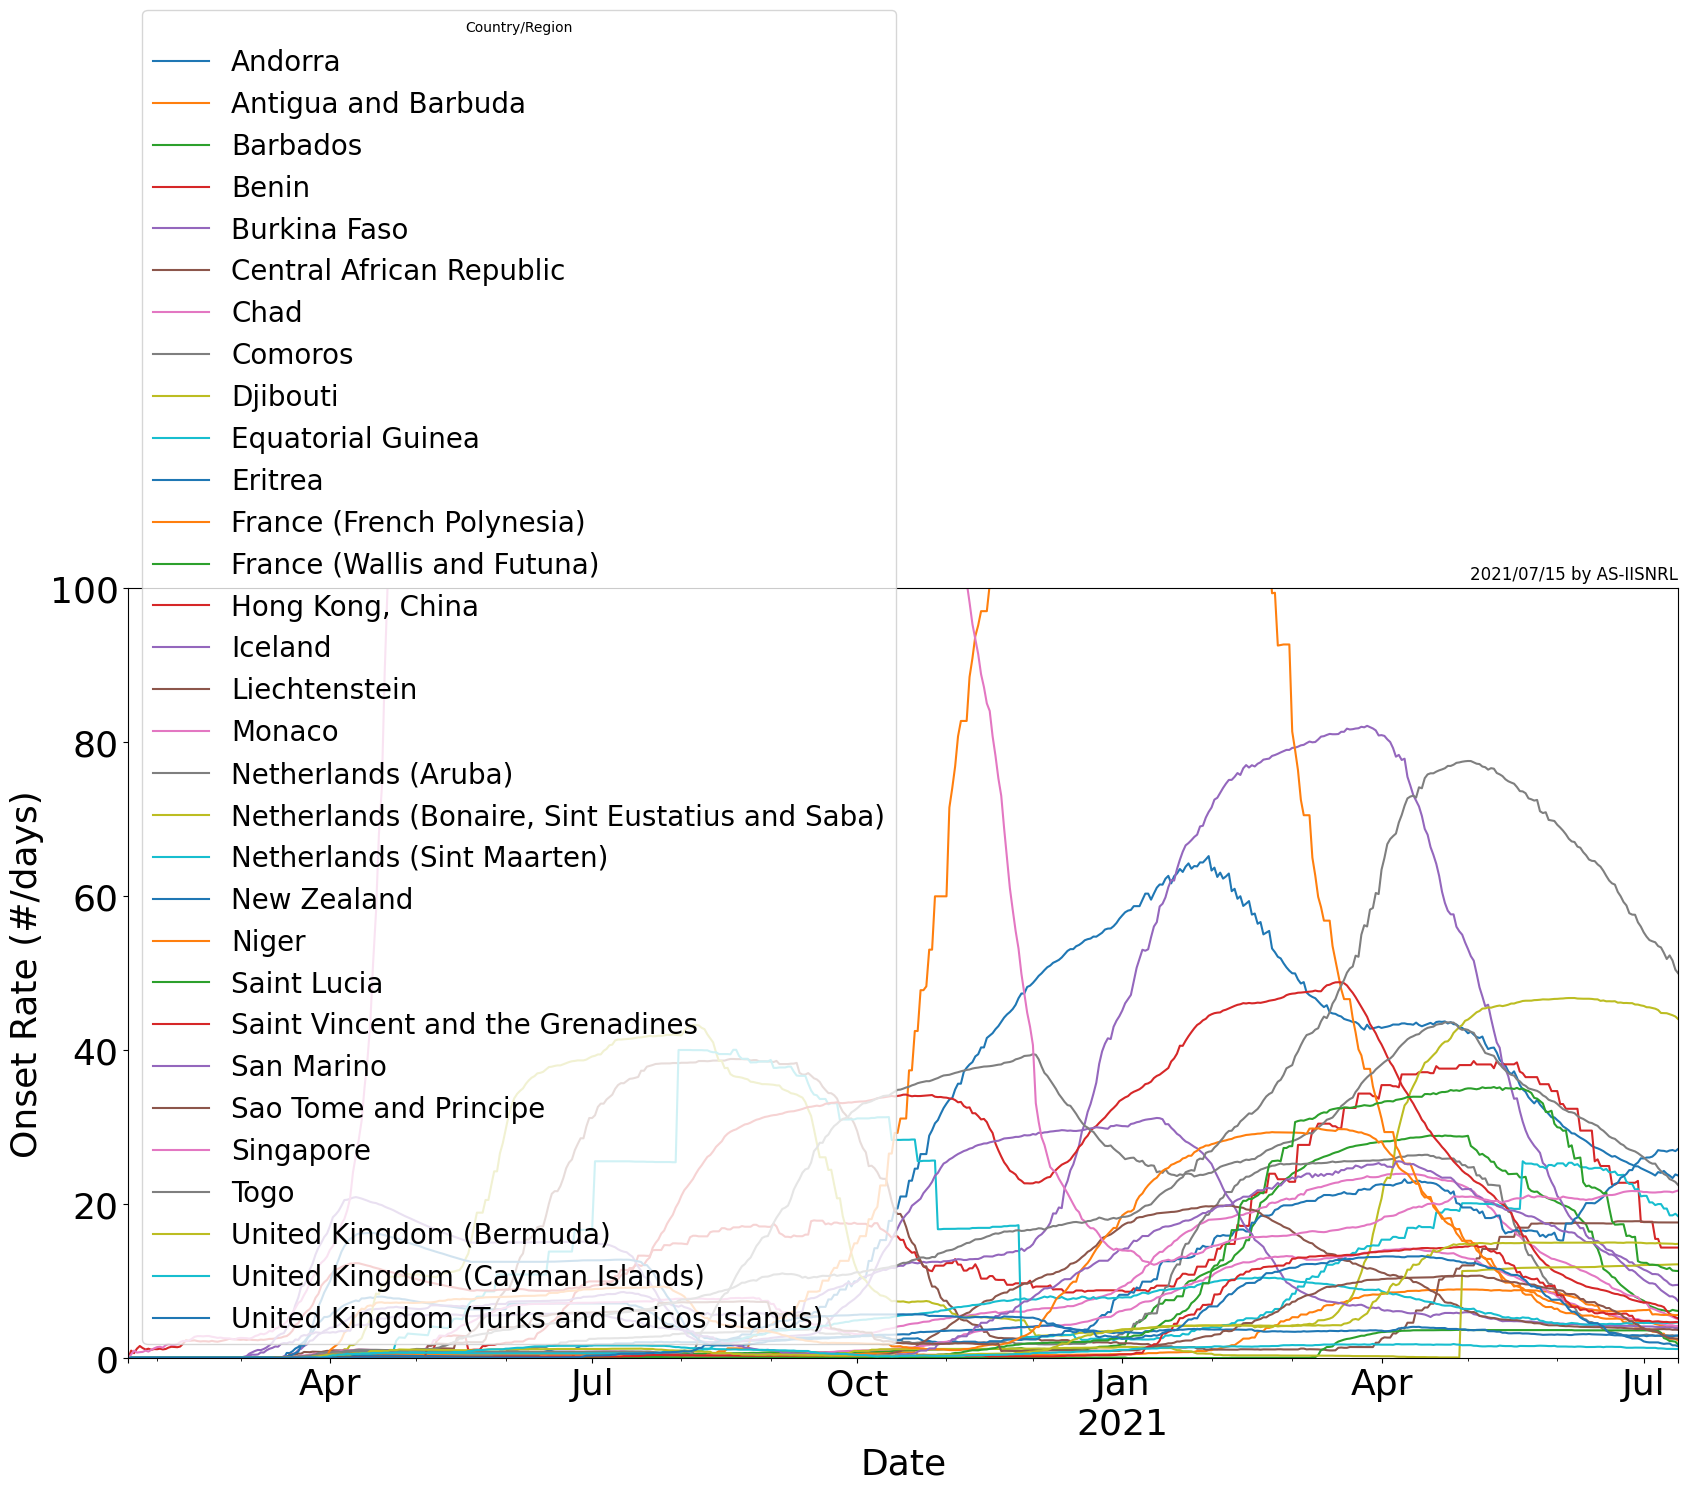 Country/Region
Andorra
Antigua and Barbuda
Barbados
Benin
Burkina Faso
Central African Republic
Chad
Comoros
Djibouti
Equatorial Guinea
Eritrea
France (French Polynesia)
France (Wallis and Futuna)
Hong Kong, China
Iceland
Liechtenstein
Monaco
Netherlands (Aruba)
Netherlands (Bonaire, Sint Eustatius and Saba)
Netherlands (Sint Maarten)
New Zealand
Niger
Saint Lucia
Saint Vincent and the Grenadines
San Marino
Sao Tome and Principe
Singapore
Togo
United Kingdom (Bermuda)
United Kingdom (Cayman Islands)
United Kingdom (Turks and Caicos Islands)
2021/07/15 by AS-IISNRL
100
80
60
40
20
0
Onset Rate (#/days)
Apr
Jul
Oct
Jan
2021
Apr
Jul
Date